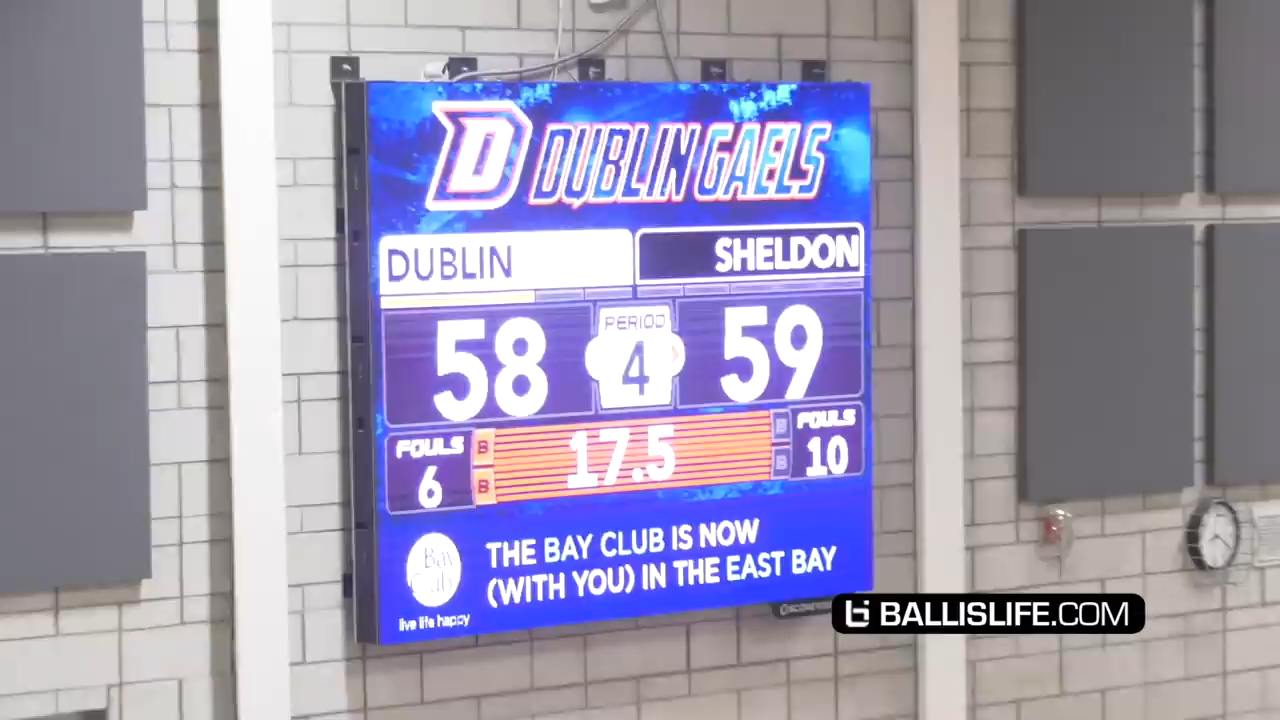 D DUBLIN GAELS
DUBLIN SHELDON
58 PERIOD 4 59
FOULS 6 B B 17.5 B B FOULS 10
Bay Club
live life happy
THE BAY CLUB IS NOW
(WITH YOU) IN THE EAST BAY
BALLISLIFE.COM